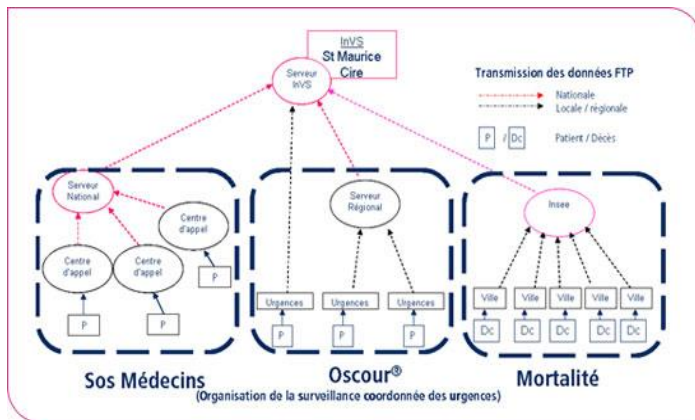 InVS
St Maurice
Cire
Serveur
InVS
Transmission des données FTP
Nationale
Locale / régionale
P / Dc Patient / Décès
Serveur
National
Centre
d'appel
Centre
d'appel
Centre
d'appel
P
P
P
Serveur
Régional
Urgences
Urgences
Urgences
P
P
P
Insee
Ville
Ville
Ville
Ville
Ville
Dc
Dc
Dc
Dc
Dc
Sos Médecins
Oscour®
(Organisation de la surveillance coordonnée des urgences)
Mortalité